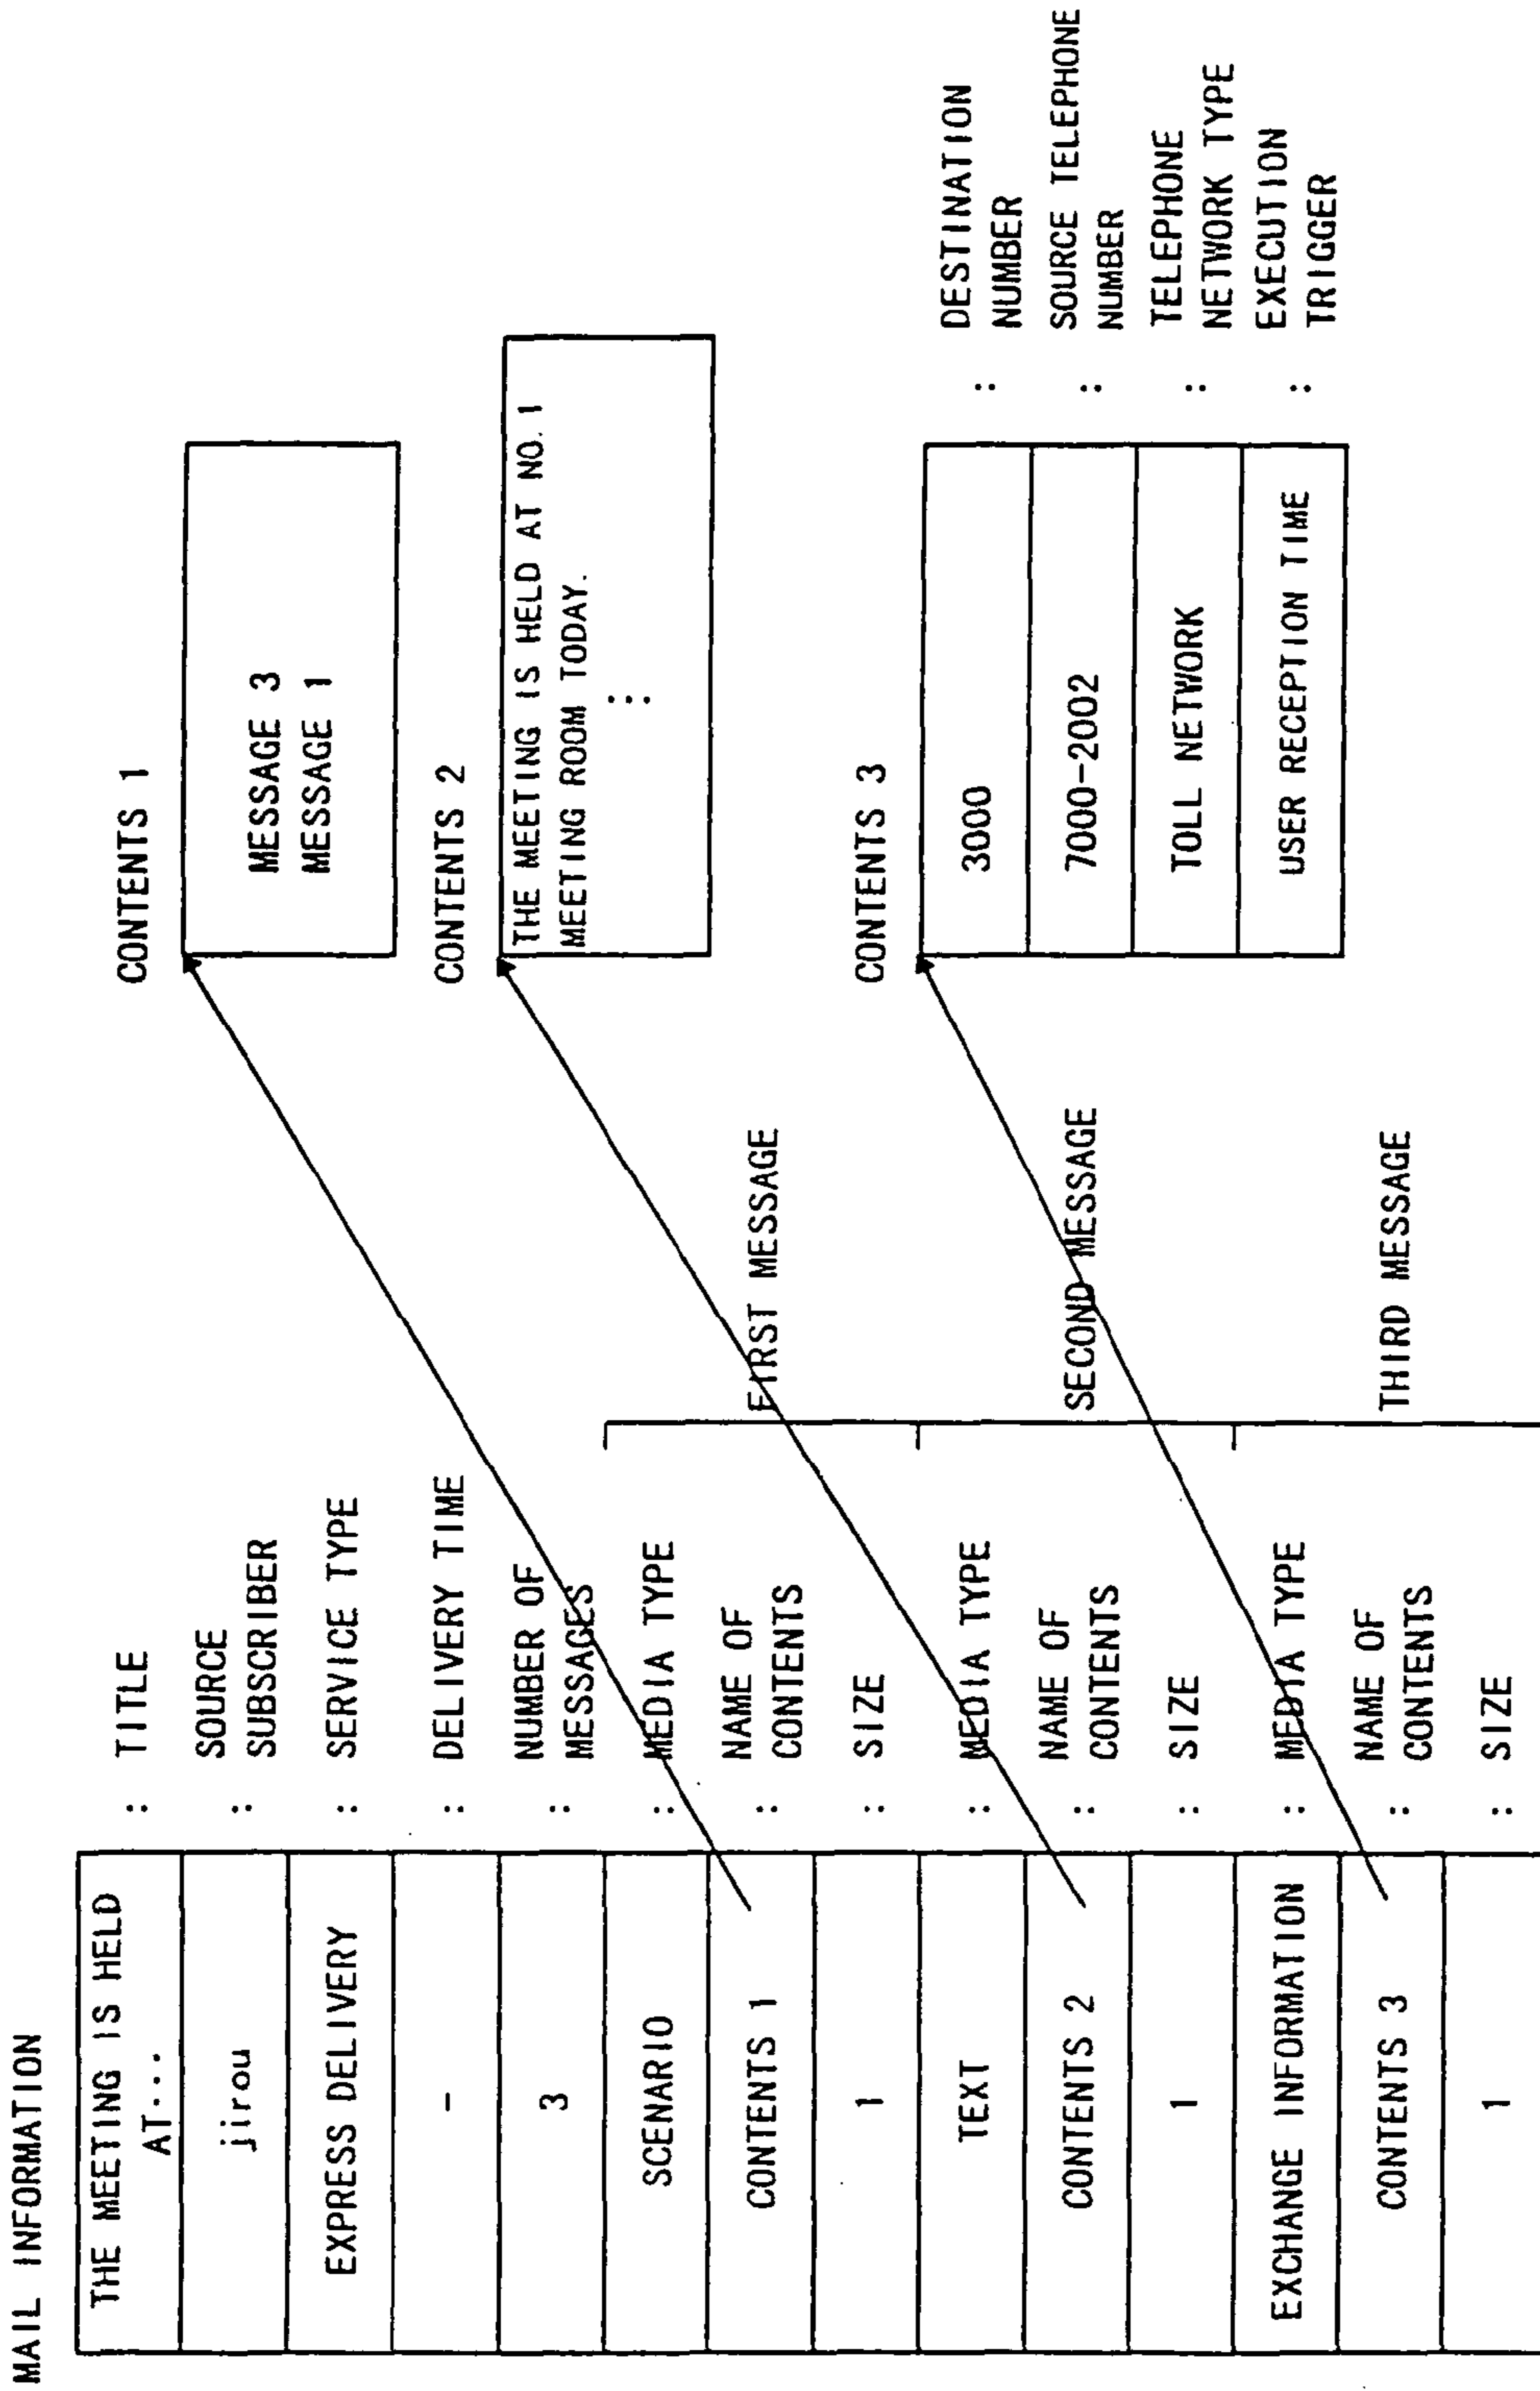 MAIL INFORMATION
THE MEETING IS HELD
AT···
: TITLE
jirou
: SOURCE
SUBSCRIBER
EXPRESS DELIVERY
: SERVICE TYPE
-
: DELIVERY TIME
3
: NUMBER OF
MESSAGES
SCENARIO
: MEDIA TYPE
CONTENTS 1
: NAME OF
CONTENTS
1
: SIZE
FIRST MESSAGE
TEXT
: MEDIA TYPE
CONTENTS 2
: NAME OF
CONTENTS
1
: SIZE
SECOND MESSAGE
EXCHANGE INFORMATION
: MEDIA TYPE
CONTENTS 3
: NAME OF
CONTENTS
1
: SIZE
THIRD MESSAGE
CONTENTS 1
MESSAGE 3
MESSAGE 1
CONTENTS 2
THE MEETING IS HELD AT NO.1
MEETING ROOM TODAY.
:
CONTENTS 3
3000
: DESTINATION
NUMBER
7000-2002
: SOURCE TELEPHONE
NUMBER
TOLL NETWORK
: TELEPHONE
NETWORK TYPE
USER RECEPTION TIME
: EXECUTION
TRIGGER